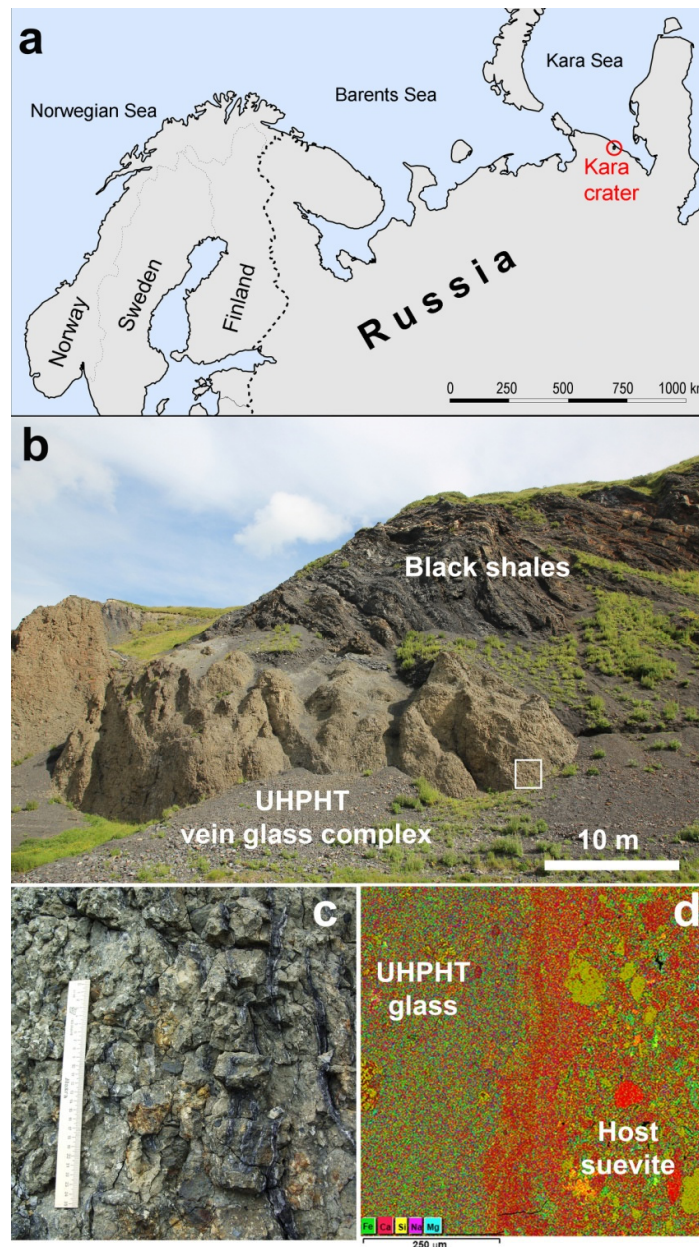 a
Norwegian Sea
Barents Sea
Kara Sea
Kara
crater
Norway
Sweden
Finland
Russia
0 250 500 750 1000 km
b
Black shales
UHPHT
vein glass complex
10 m
c
d
UHPHT
glass
Host
suevite
Fe Ca Si Na Mg
250 µm